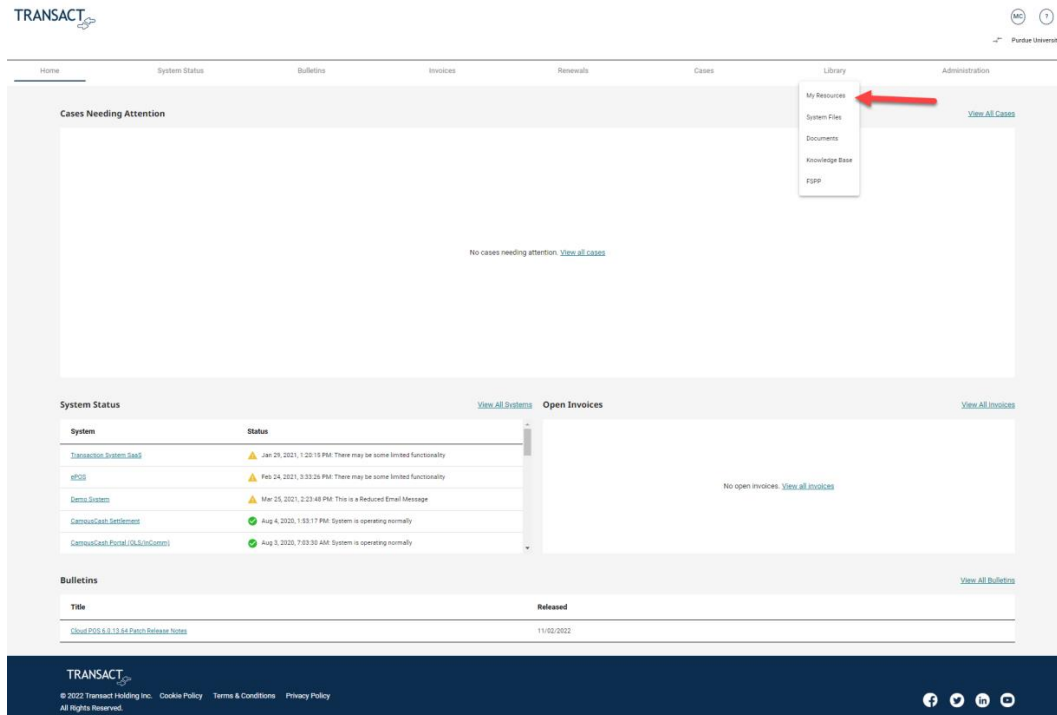 TRANSACT
MC ?
Purdue Universit
Home System Status Bulletins Invoices Renewals Cases Library Administration
My Resources
System Files
Documents
Knowledge Base
FSPP
Cases Needing Attention View All Cases
No cases needing attention. View all cases
System Status View All Systems
System Status
Transaction System SaaS Jan 29, 2021, 1:20:15 PM: There may be some limited functionality
ePOS Feb 24, 2021, 3:33:26 PM: There may be some limited functionality
Demo System Mar 25, 2021, 2:23:48 PM: This is a Reduced Email Message
CampusCash Settlement Aug 4, 2020, 1:53:17 PM: System is operating normally
CampusCash Portal (OLS/InComm) Aug 3, 2020, 7:03:30 AM: System is operating normally
Open Invoices View All Invoices
No open invoices. View all invoices
Bulletins View All Bulletins
Title Released
Cloud POS 6.0.13.64 Patch Release Notes 11/02/2022
TRANSACT
© 2022 Transact Holding Inc. Cookie Policy Terms & Conditions Privacy Policy
All Rights Reserved.